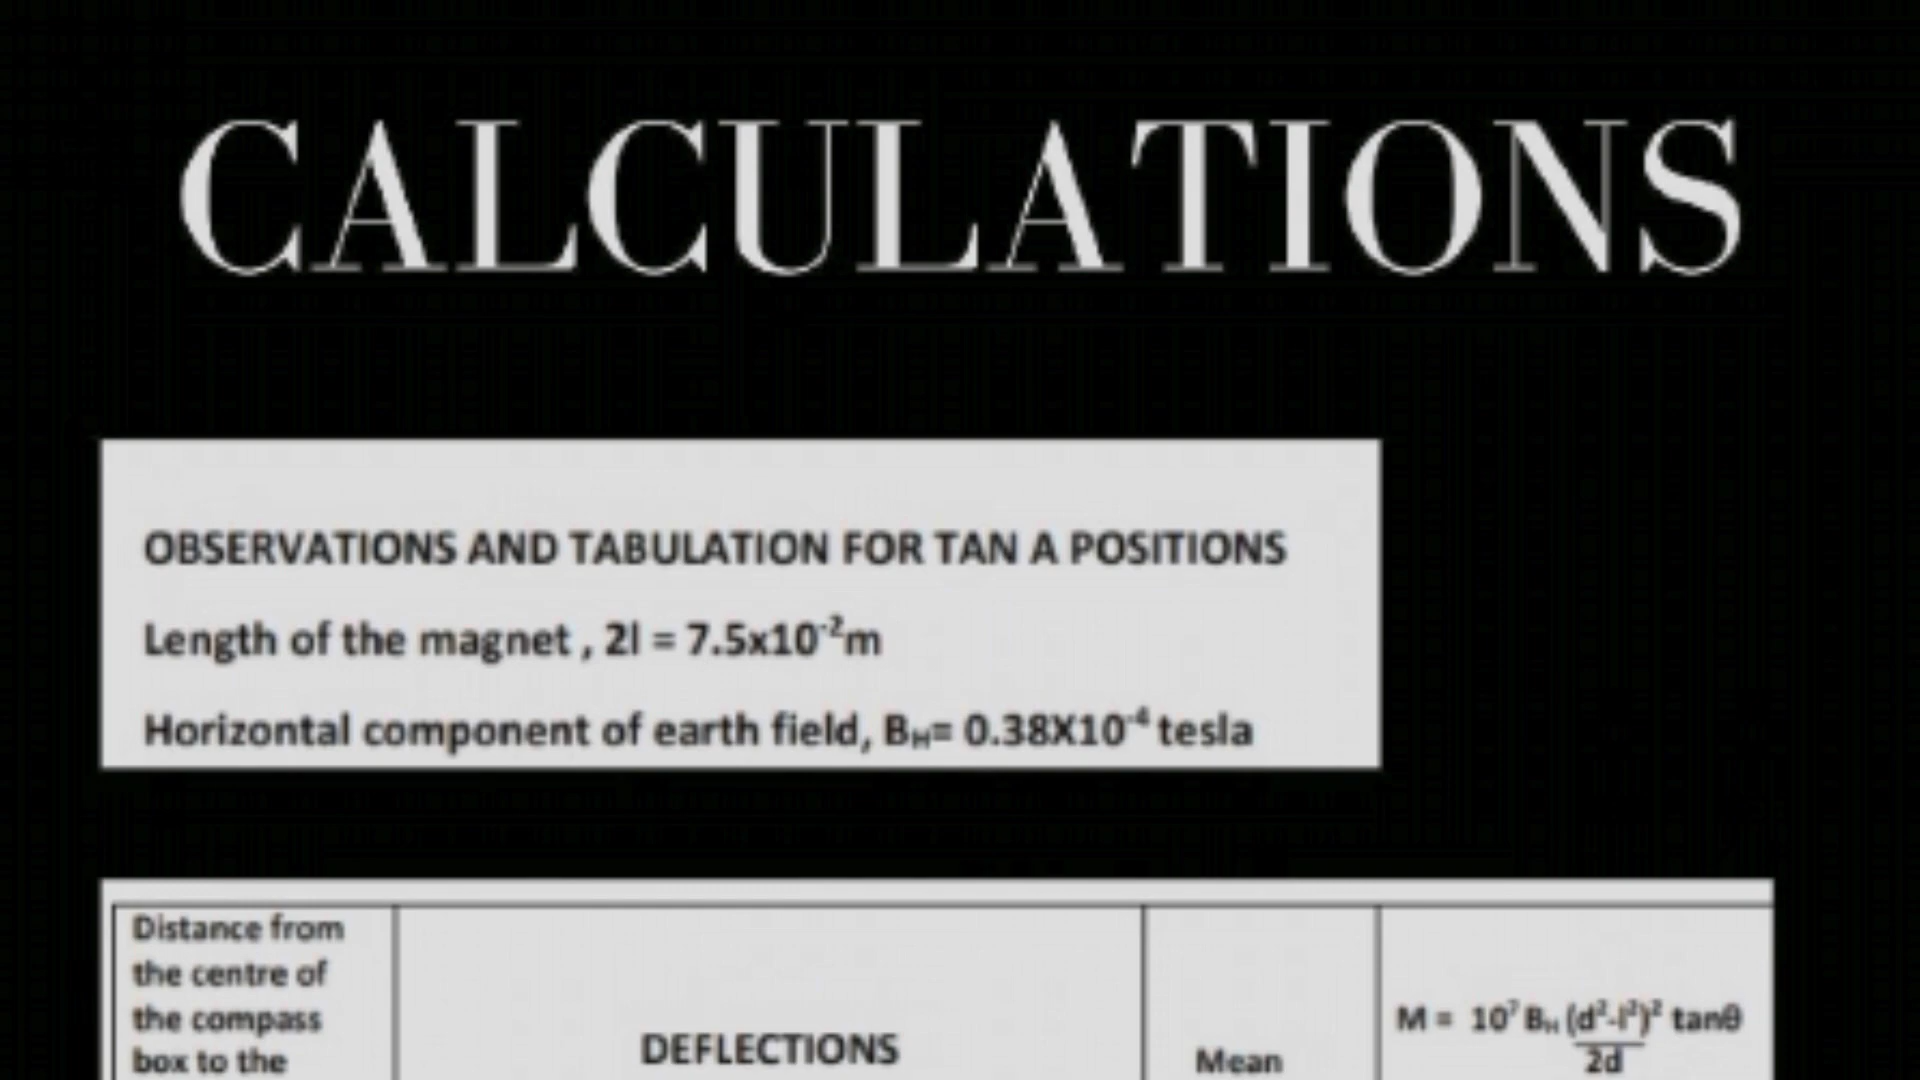 CALCULATIONS
OBSERVATIONS AND TABULATION FOR TAN A POSITIONS
Length of the magnet , 2l = 7.5x10⁻²m
Horizontal component of earth field, Bₕ= 0.38X10⁻⁴ tesla
Distance from
the centre of
the compass
box to the
DEFLECTIONS
Mean
M = 10⁷ Bₕ (d²-l²)² tanθ
2d